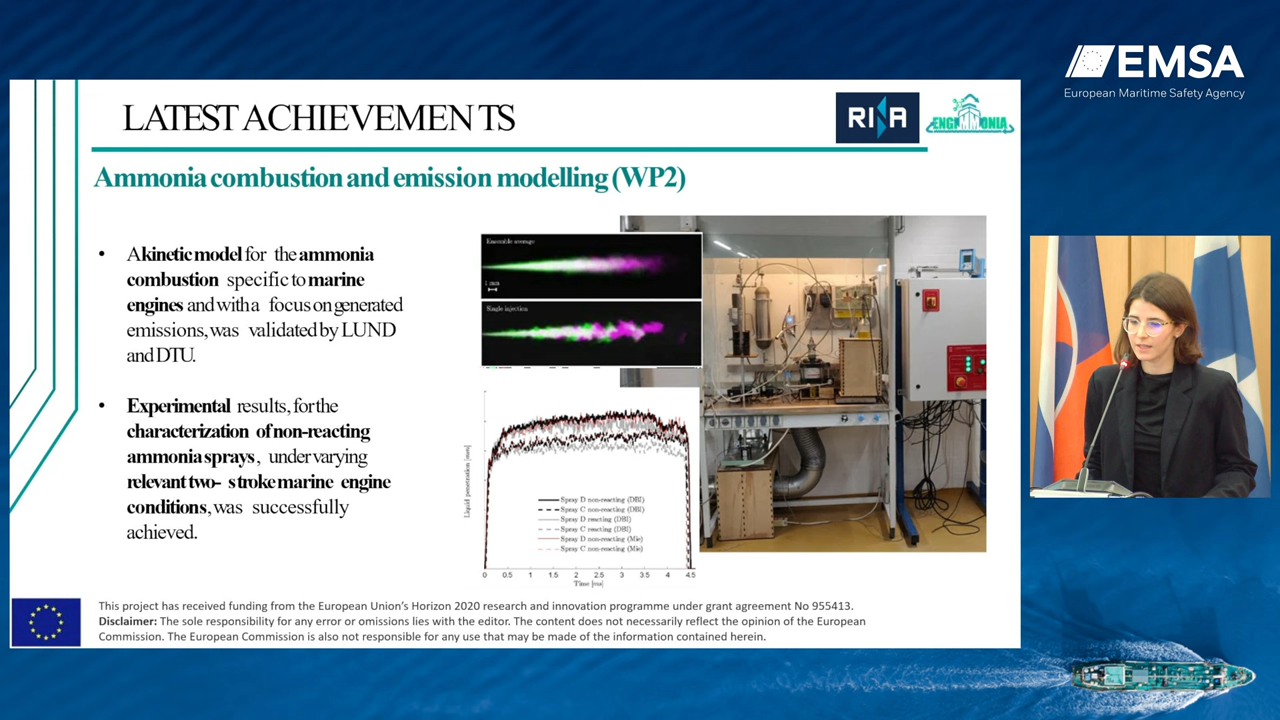 EMSA
European Maritime Safety Agency
LATEST ACHIEVEMENTS
RINA
ENGIMMONIA
Ammonia combustion and emission modelling (WP2)
• A kinetic model for the ammonia
combustion specific to marine
engines and with a focus on generated
emissions, was validated by LUND
and DTU.
• Experimental results, for the
characterization of non-reacting
ammonia sprays, under varying
relevant two- stroke marine engine
conditions, was successfully
achieved.
Ensemble average
1 mm
Single injection
Liquid penetration [mm]
Spray D non-reacting (DBI)
Spray C non-reacting (DBI)
Spray D reacting (DBI)
Spray C reacting (DBI)
Spray D non-reacting (Mie)
Spray C non-reacting (Mie)
0 0.5 1 1.5 2 2.5 3 3.5 4 4.5
Time [ms]
This project has received funding from the European Union's Horizon 2020 research and innovation programme under grant agreement No 955413.
Disclaimer: The sole responsibility for any error or omissions lies with the editor. The content does not necessarily reflect the opinion of the European
Commission. The European Commission is also not responsible for any use that may be made of the information contained herein.